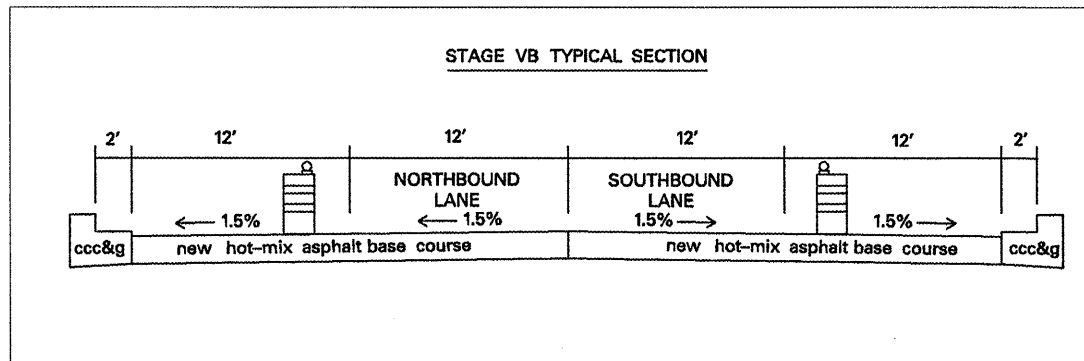 STAGE VB TYPICAL SECTION
2' 12' 12' 12' 12' 2'
NORTHBOUND LANE
SOUTHBOUND LANE
1.5% 1.5% 1.5% 1.5%
ccc&g new hot-mix asphalt base course new hot-mix asphalt base course ccc&g